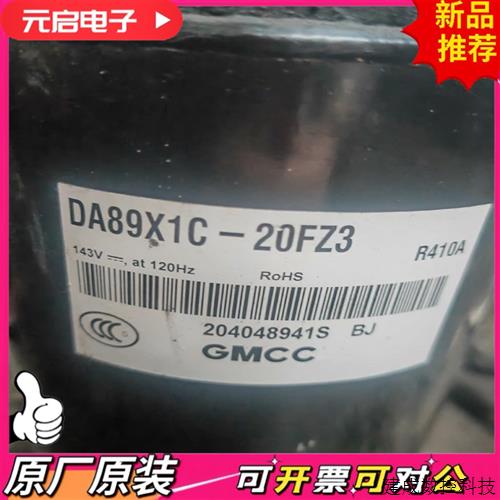 元启电子
新品
推荐
DA89X1C-20FZ3
R410A
143V ⎓, at 120Hz
RoHS
204048941S BJ
CCC
GMCC
原厂原装 可开票可对公